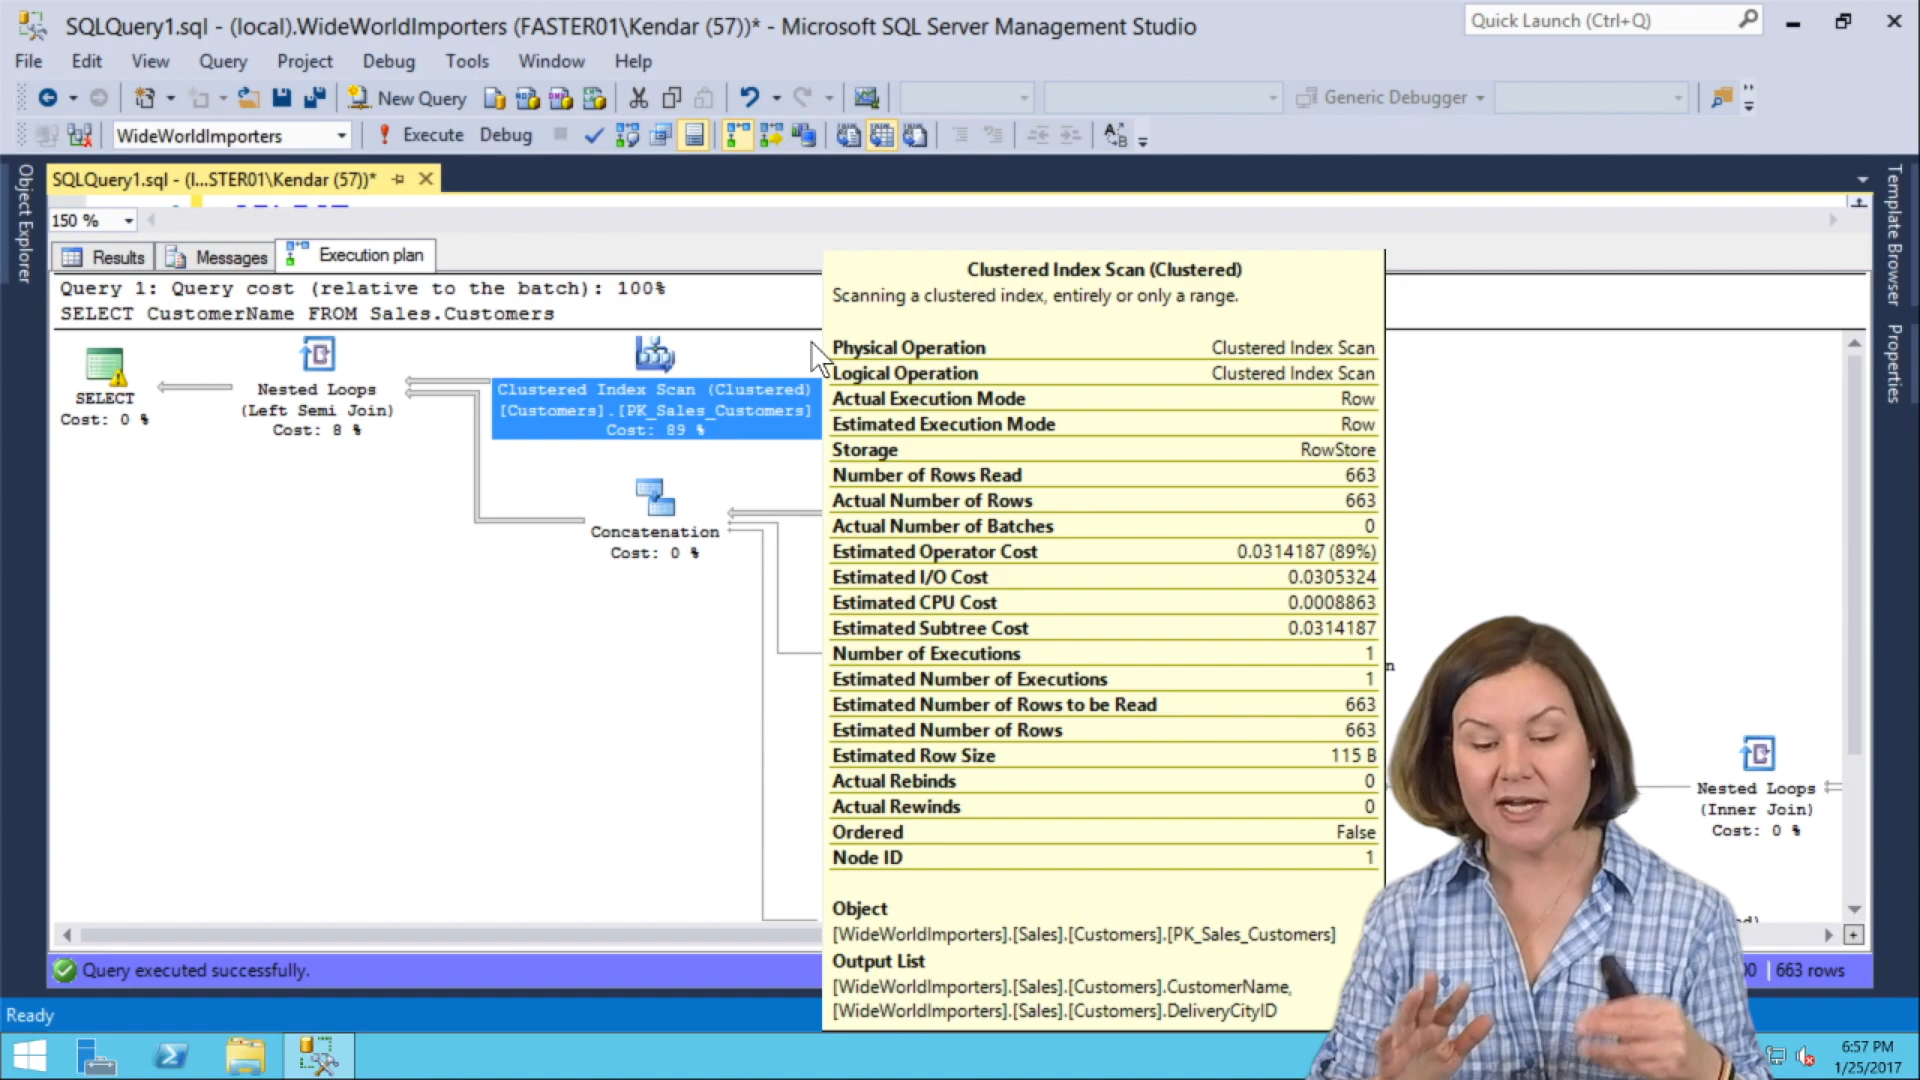 SQLQuery1.sql - (local).WideWorldImporters (FASTER01\Kendar (57))* - Microsoft SQL Server Management Studio
Quick Launch (Ctrl+Q)
File Edit View Query Project Debug Tools Window Help
New Query
Generic Debugger
WideWorldImporters
Execute Debug
Object Explorer
SQLQuery1.sql - (l...STER01\Kendar (57))*
Template Browser
Properties
150 %
Results Messages Execution plan
Query 1: Query cost (relative to the batch): 100%
SELECT CustomerName FROM Sales.Customers
SELECT
Cost: 0 %
Nested Loops
(Left Semi Join)
Cost: 8 %
Clustered Index Scan (Clustered)
[Customers].[PK_Sales_Customers]
Cost: 89 %
Concatenation
Cost: 0 %
Clustered Index Scan (Clustered)
Scanning a clustered index, entirely or only a range.
Physical Operation Clustered Index Scan
Logical Operation Clustered Index Scan
Actual Execution Mode Row
Estimated Execution Mode Row
Storage RowStore
Number of Rows Read 663
Actual Number of Rows 663
Actual Number of Batches 0
Estimated Operator Cost 0.0314187 (89%)
Estimated I/O Cost 0.0305324
Estimated CPU Cost 0.0008863
Estimated Subtree Cost 0.0314187
Number of Executions 1
Estimated Number of Executions 1
Estimated Number of Rows to be Read 663
Estimated Number of Rows 663
Estimated Row Size 115 B
Actual Rebinds 0
Actual Rewinds 0
Ordered False
Node ID 1
Object
[WideWorldImporters].[Sales].[Customers].[PK_Sales_Customers]
Output List
[WideWorldImporters].[Sales].[Customers].CustomerName,
[WideWorldImporters].[Sales].[Customers].DeliveryCityID
Nested Loops
(Inner Join)
Cost: 0 %
Query executed successfully.
663 rows
Ready
6:57 PM
1/25/2017